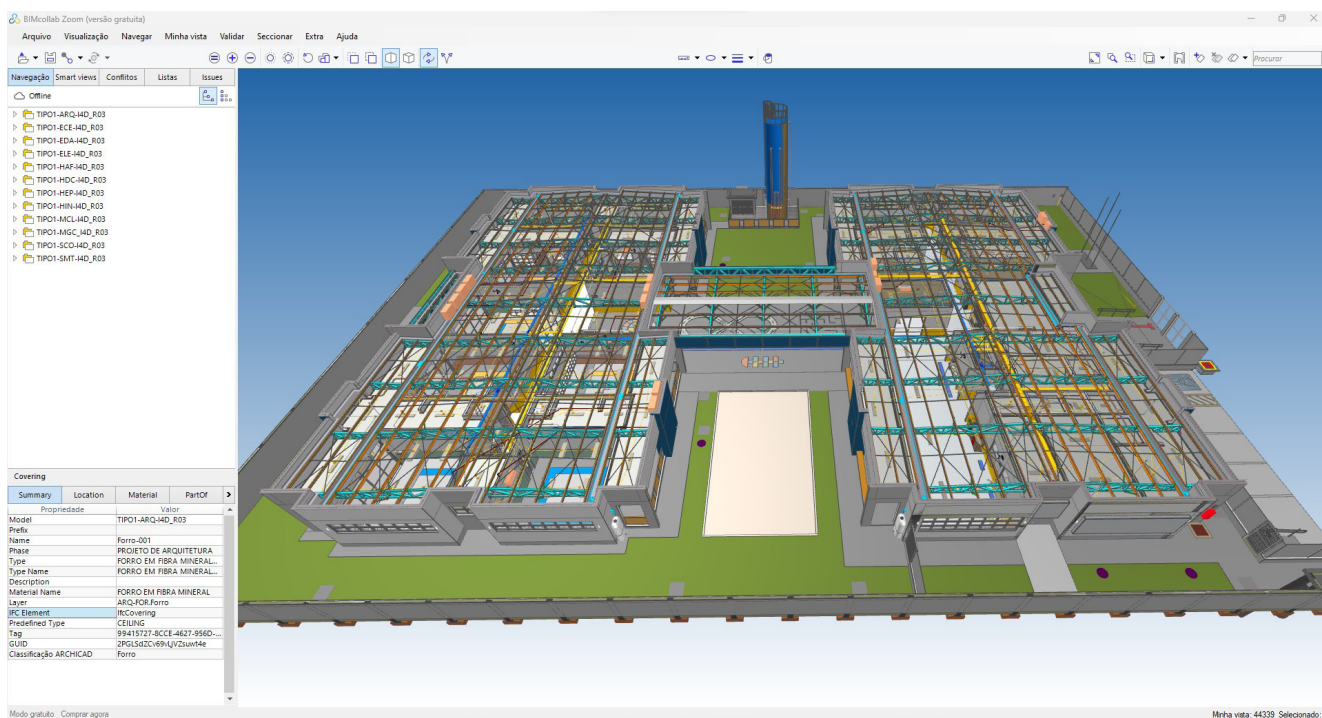 BIMcollab Zoom (versão gratuita)
Arquivo Visualização Navegar Minha vista Validar Seccionar Extra Ajuda
Procurar
Navegação Smart views Conflitos Listas Issues
Offline
TIPO1-ARQ-I4D_R03
TIPO1-ECE-I4D_R03
TIPO1-EDA-I4D_R03
TIPO1-ELE-I4D_R03
TIPO1-HAF-I4D_R03
TIPO1-HDC-I4D_R03
TIPO1-HEP-I4D_R03
TIPO1-HIN-I4D_R03
TIPO1-MCL-I4D_R03
TIPO1-MGC_I4D_R03
TIPO1-SCO-I4D_R03
TIPO1-SMT-I4D_R03
Covering
Summary Location Material PartOf >
Propriedade Valor
Model TIPO1-ARQ-I4D_R03
Prefix
Name Forro-001
Phase PROJETO DE ARQUITETURA
Type FORRO EM FIBRA MINERAL...
Type Name FORRO EM FIBRA MINERAL...
Description
Material Name FORRO EM FIBRA MINERAL
Layer ARQ-FOR.Forro
IFC Element IfcCovering
Predefined Type CEILING
Tag 99415727-8CCE-4627-956D-...
GUID 2PGLSdZCv69vLjVZsuwt4e
Classificação ARCHICAD Forro
Modo gratuito Comprar agora
Minha vista: 44339 Selecionado: